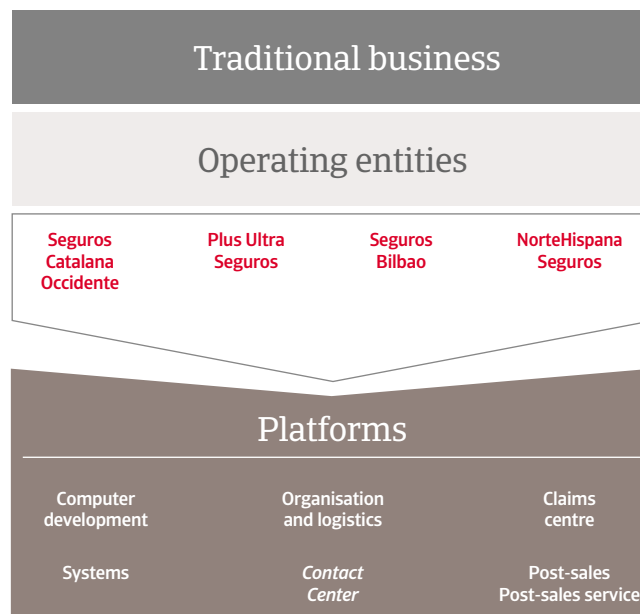 Traditional business
Operating entities
Seguros
Catalana
Occidente
Plus Ultra
Seguros
Seguros
Bilbao
NorteHispana
Seguros
Platforms
Computer
development
Organisation
and logistics
Claims
centre
Systems
Contact
Center
Post-sales
Post-sales service